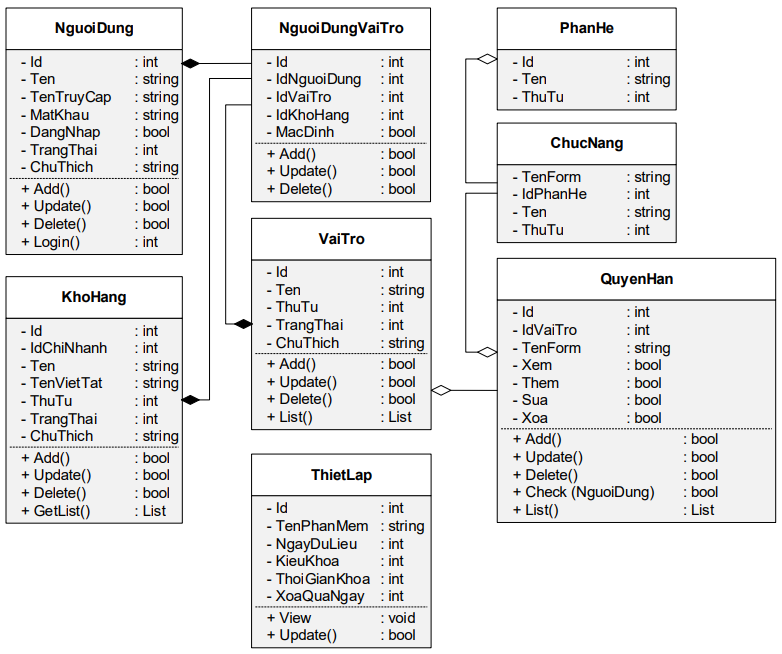 NguoiDung
- Id : int
- Ten : string
- TenTruyCap : string
- MatKhau : string
- DangNhap : bool
- TrangThai : int
- ChuThich : string
+ Add() : bool
+ Update() : bool
+ Delete() : bool
+ Login() : int
KhoHang
- Id : int
- IdChiNhanh : int
- Ten : string
- TenVietTat : string
- ThuTu : int
- TrangThai : int
- ChuThich : string
+ Add() : bool
+ Update() : bool
+ Delete() : bool
+ GetList() : List
NguoiDungVaiTro
- Id : int
- IdNguoiDung : int
- IdVaiTro : int
- IdKhoHang : int
- MacDinh : bool
+ Add() : bool
+ Update() : bool
+ Delete() : bool
VaiTro
- Id : int
- Ten : string
- ThuTu : int
- TrangThai : int
- ChuThich : string
+ Add() : bool
+ Update() : bool
+ Delete() : bool
+ List() : List
ThietLap
- Id : int
- TenPhanMem : string
- NgayDuLieu : int
- KieuKhoa : int
- ThoiGianKhoa : int
- XoaQuaNgay : int
+ View : void
+ Update() : bool
PhanHe
- Id : int
- Ten : string
- ThuTu : int
ChucNang
- TenForm : string
- IdPhanHe : int
- Ten : string
- ThuTu : int
QuyenHan
- Id : int
- IdVaiTro : int
- TenForm : string
- Xem : bool
- Them : bool
- Sua : bool
- Xoa : bool
+ Add() : bool
+ Update() : bool
+ Delete() : bool
+ Check (NguoiDung) : bool
+ List() : List